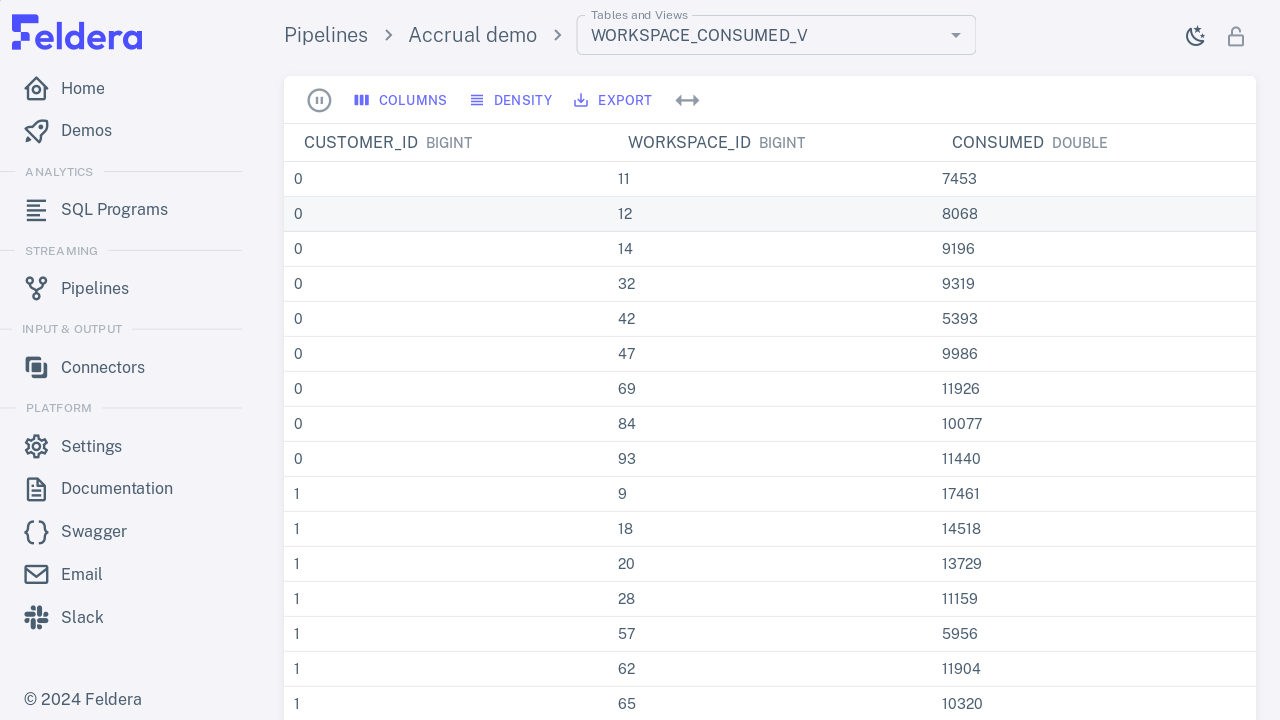 Feldera
Home
Demos
ANALYTICS
SQL Programs
STREAMING
Pipelines
INPUT & OUTPUT
Connectors
PLATFORM
Settings
Documentation
Swagger
Email
Slack
© 2024 Feldera
Pipelines > Accrual demo >
Tables and Views
WORKSPACE_CONSUMED_V
COLUMNS DENSITY EXPORT
CUSTOMER_ID BIGINT WORKSPACE_ID BIGINT CONSUMED DOUBLE
0 11 7453
0 12 8068
0 14 9196
0 32 9319
0 42 5393
0 47 9986
0 69 11926
0 84 10077
0 93 11440
1 9 17461
1 18 14518
1 20 13729
1 28 11159
1 57 5956
1 62 11904
1 65 10320